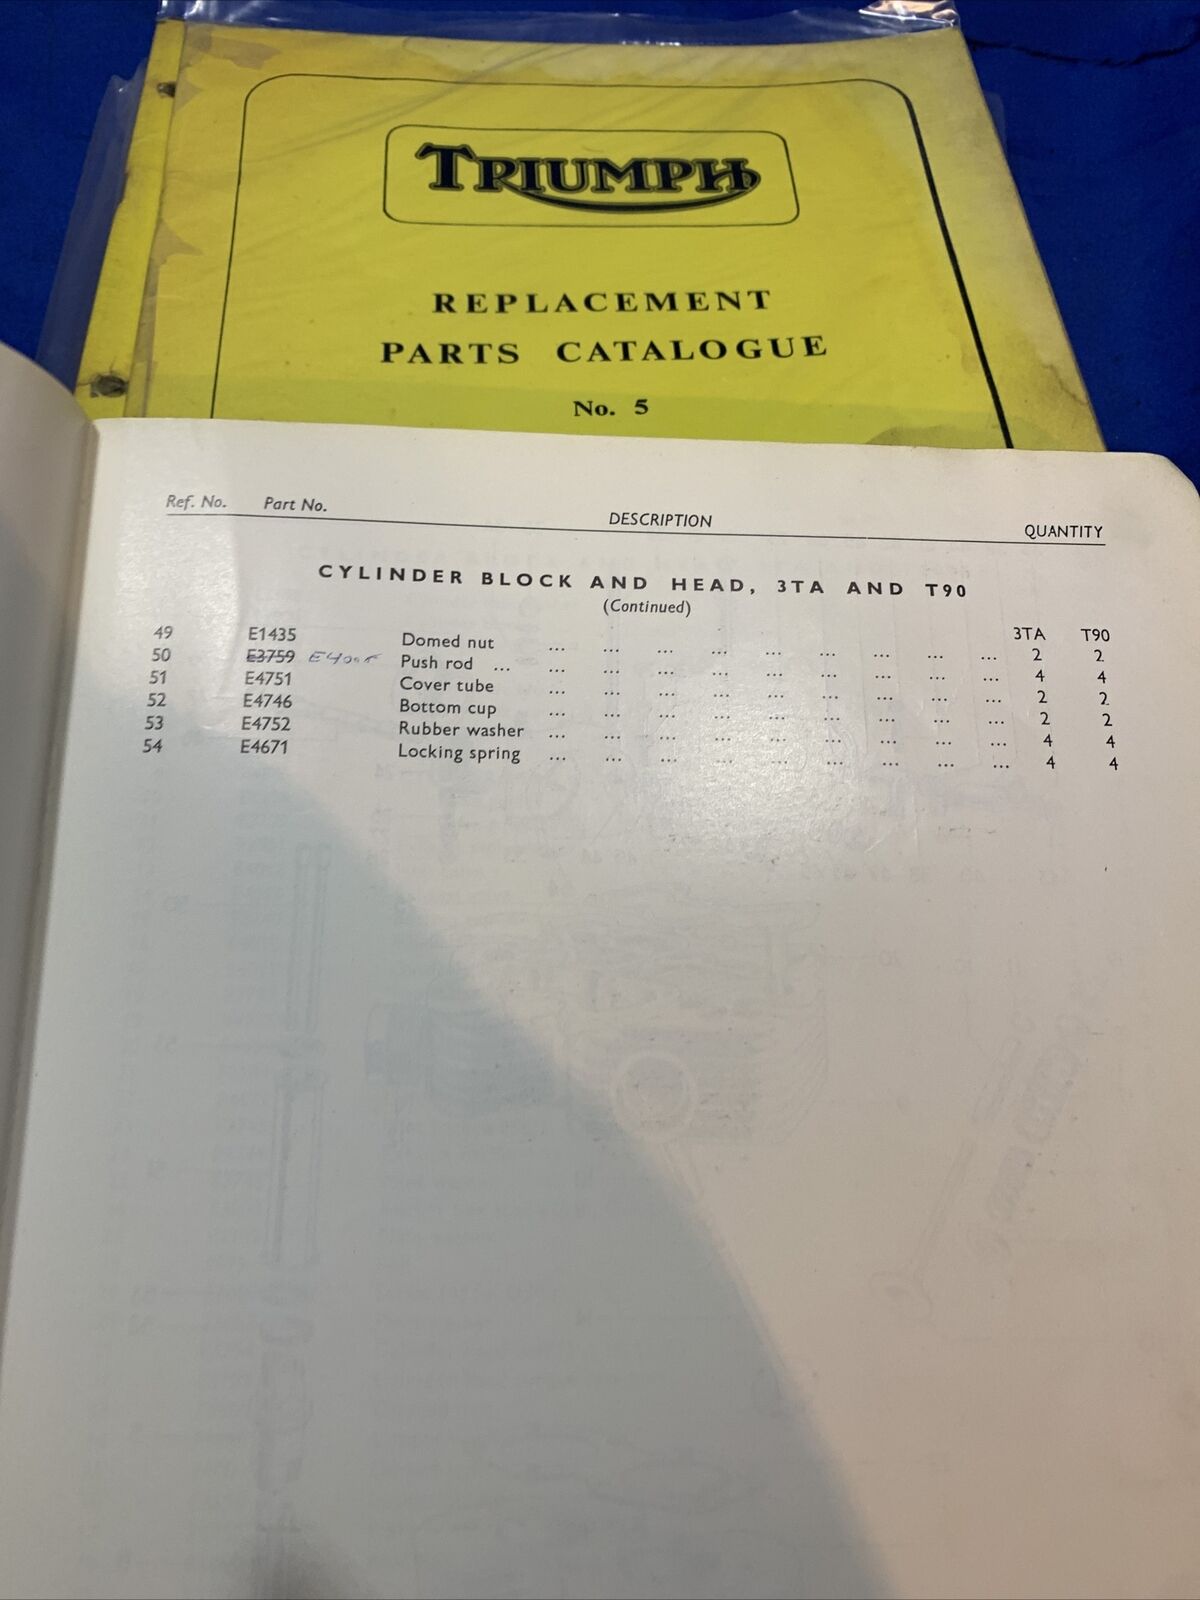 TRIUMPH
REPLACEMENT
PARTS CATALOGUE
No. 5
Ref. No. Part No. DESCRIPTION QUANTITY
CYLINDER BLOCK AND HEAD, 3TA AND T90
(Continued)
3TA T90
49 E1435 Domed nut ... ... ... ... ... ... ... ... ... 2 2
50 E3759 Push rod ... ... ... ... ... ... ... ... ... ... 4 4
51 E4751 Cover tube ... ... ... ... ... ... ... ... ... 2 2
52 E4746 Bottom cup ... ... ... ... ... ... ... ... ... 2 2
53 E4752 Rubber washer ... ... ... ... ... ... ... ... ... 4 4
54 E4671 Locking spring ... ... ... ... ... ... ... ... ... 4 4